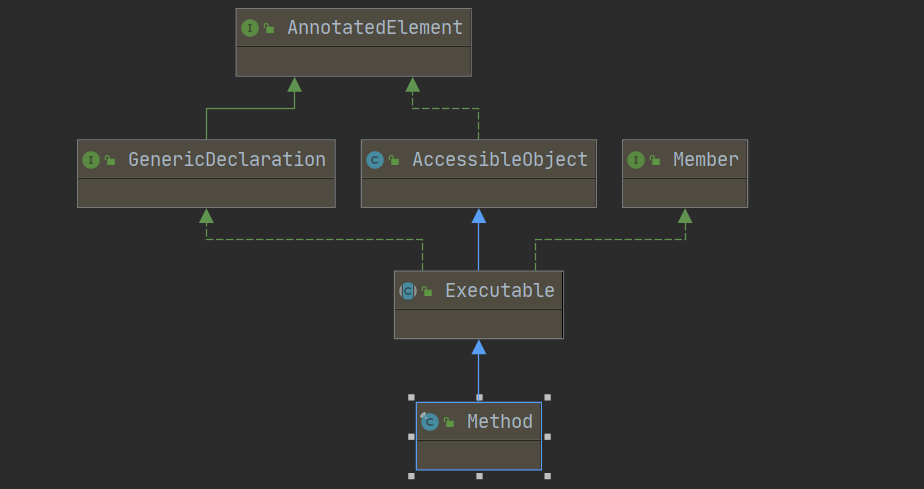 AnnotatedElement
GenericDeclaration
AccessibleObject
Member
Executable
Method